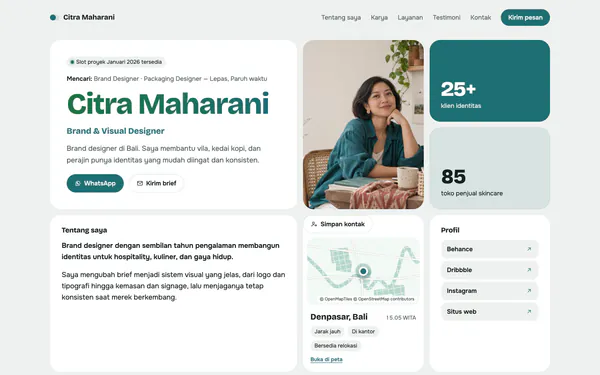 Citra Maharani
Tentang saya
Karya
Layanan
Testimoni
Kontak
Kirim pesan
Slot proyek Januari 2026 tersedia
Mencari: Brand Designer · Packaging Designer — Lepas, Paruh waktu
Citra Maharani
Brand & Visual Designer
Brand designer di Bali. Saya membantu vila, kedai kopi, dan
perajin punya identitas yang mudah diingat dan konsisten.
WhatsApp
Kirim brief
25+
klien identitas
85
toko penjual skincare
Tentang saya
Brand designer dengan sembilan tahun pengalaman membangun
identitas untuk hospitality, kuliner, dan gaya hidup.
Saya mengubah brief menjadi sistem visual yang jelas, dari logo dan
tipografi hingga kemasan dan signage, lalu menjaganya tetap
konsisten saat merek berkembang.
Simpan kontak
© OpenMapTiles © OpenStreetMap contributors
Denpasar, Bali
15.05 WITA
Jarak jauh
Di kantor
Bersedia relokasi
Buka di peta
Profil
Behance
Dribbble
Instagram
Situs web